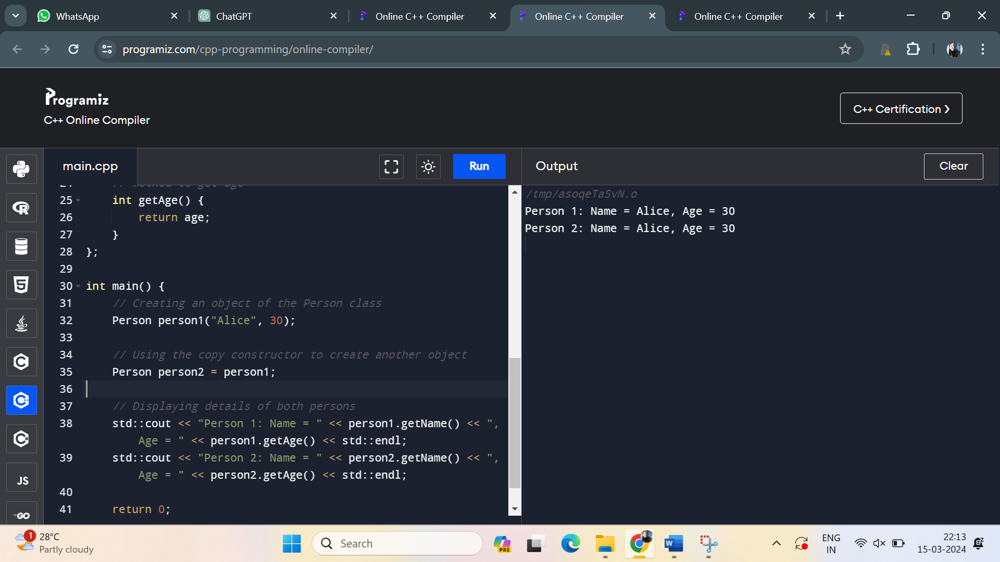 WhatsApp
ChatGPT
Online C++ Compiler
Online C++ Compiler
Online C++ Compiler
programiz.com/cpp-programming/online-compiler/
Programiz
C++ Online Compiler
C++ Certification ❯
main.cpp
Run
Output
Clear
24 // method to get age
25 int getAge() {
26 return age;
27 }
28 };
29
30 int main() {
31 // Creating an object of the Person class
32 Person person1("Alice", 30);
33
34 // Using the copy constructor to create another object
35 Person person2 = person1;
36
37 // Displaying details of both persons
38 std::cout << "Person 1: Name = " << person1.getName() << ",
Age = " << person1.getAge() << std::endl;
39 std::cout << "Person 2: Name = " << person2.getName() << ",
Age = " << person2.getAge() << std::endl;
40
41 return 0;
/tmp/asoqeTaSvN.o
Person 1: Name = Alice, Age = 30
Person 2: Name = Alice, Age = 30
JS
GO
1
28°C
Partly cloudy
Search
PRE
W
ENG
IN
22:13
15-03-2024